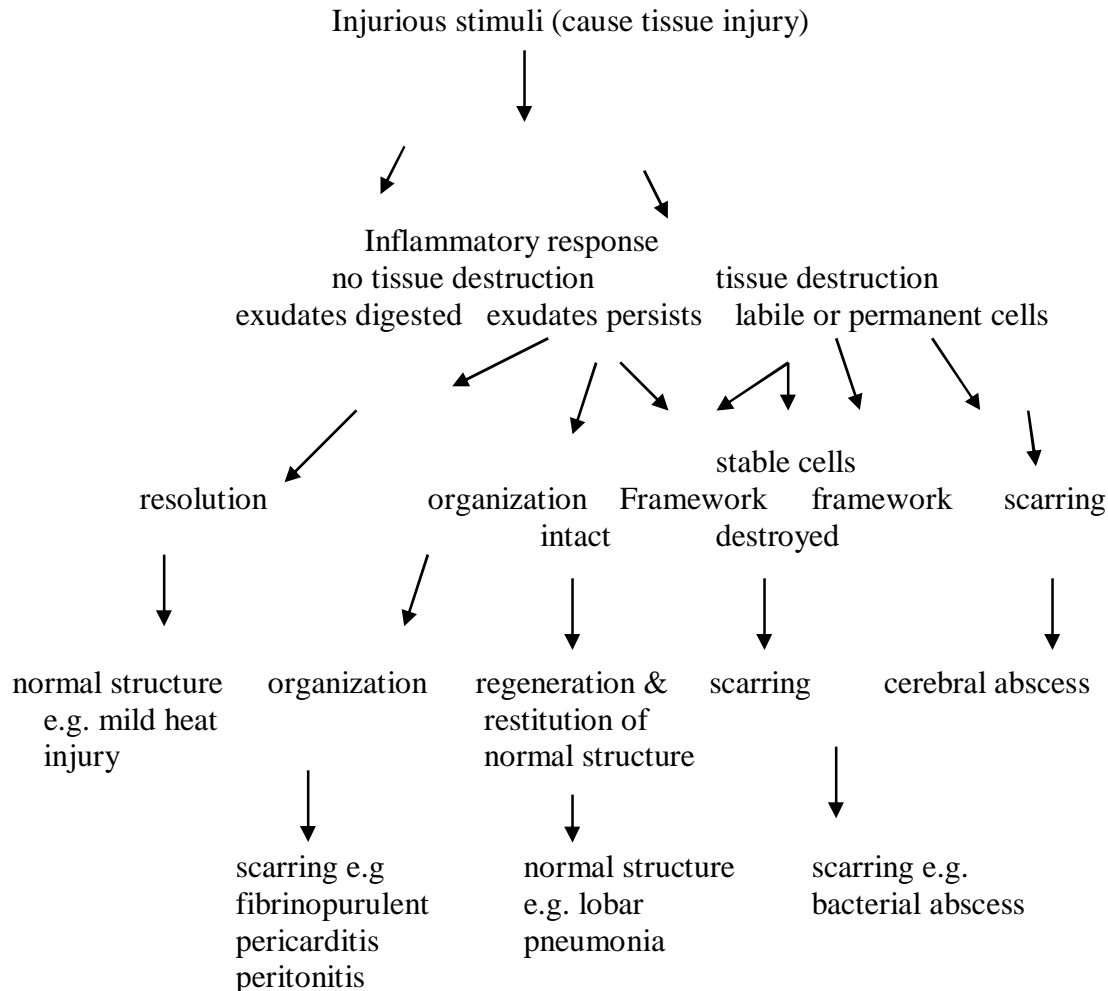 Injurious stimuli (cause tissue injury)
Inflammatory response
no tissue destruction tissue destruction
exudates digested exudates persists labile or permanent cells
stable cells
resolution organization Framework framework scarring
intact destroyed
normal structure organization regeneration & scarring cerebral abscess
e.g. mild heat restitution of
injury normal structure
scarring e.g normal structure scarring e.g.
fibrinopurulent e.g. lobar bacterial abscess
pericarditis pneumonia
peritonitis